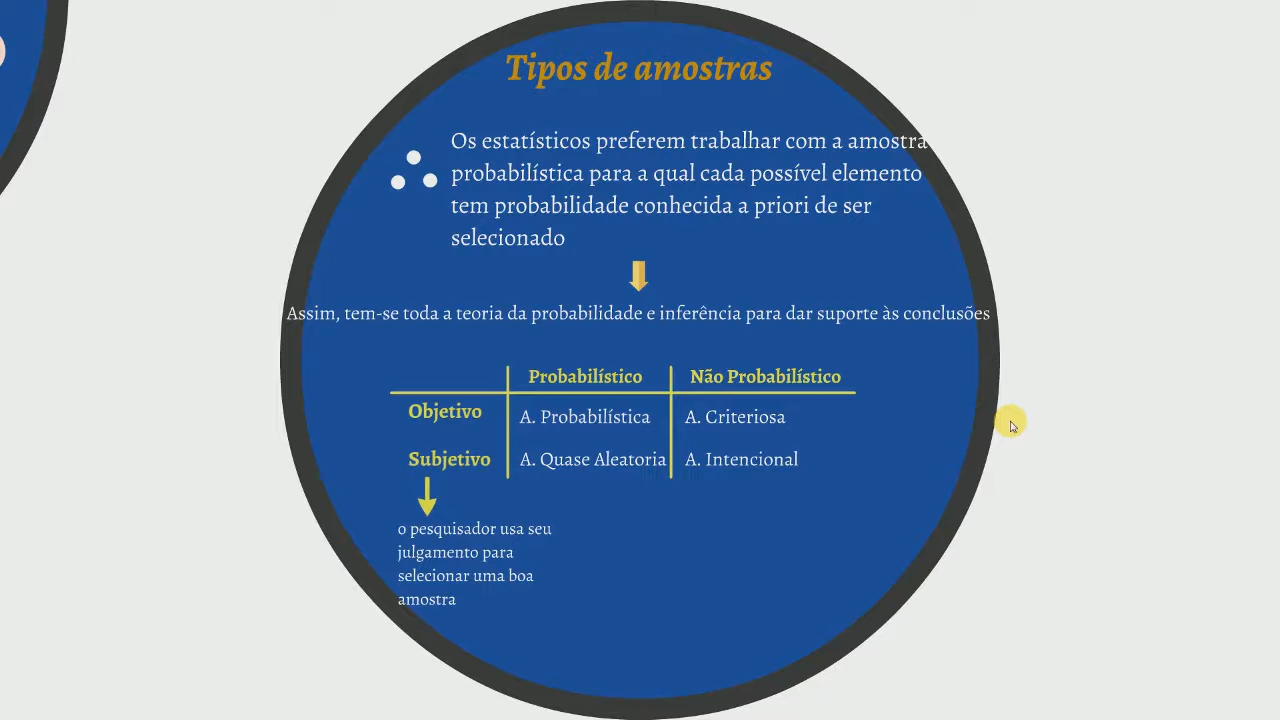 Tipos de amostras
Os estatísticos preferem trabalhar com a amostra
probabilística para a qual cada possível elemento
tem probabilidade conhecida a priori de ser
selecionado
Assim, tem-se toda a teoria da probabilidade e inferência para dar suporte às conclusões
Probabilístico Não Probabilístico
Objetivo A. Probabilística A. Criteriosa
Subjetivo A. Quase Aleatoria A. Intencional
o pesquisador usa seu
julgamento para
selecionar uma boa
amostra